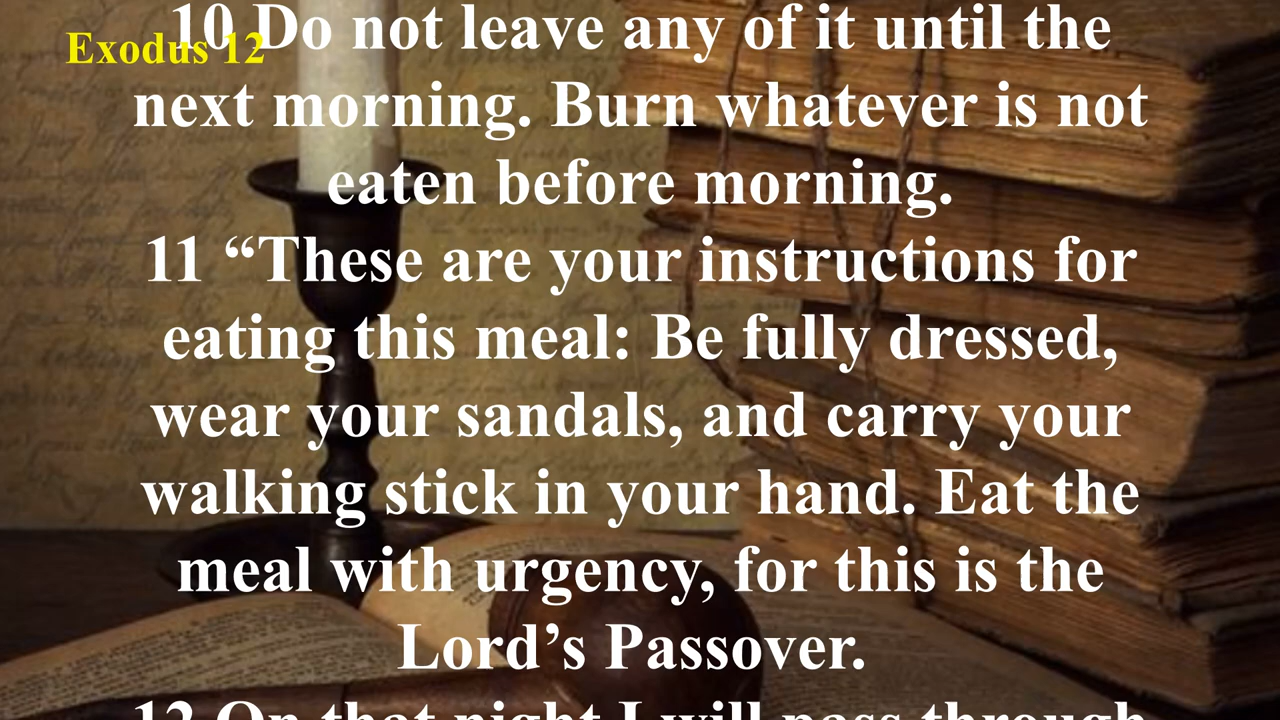 Exodus 12
10 Do not leave any of it until the
next morning. Burn whatever is not
eaten before morning.
11 “These are your instructions for
eating this meal: Be fully dressed,
wear your sandals, and carry your
walking stick in your hand. Eat the
meal with urgency, for this is the
Lord’s Passover.
12 On that night I will pass through